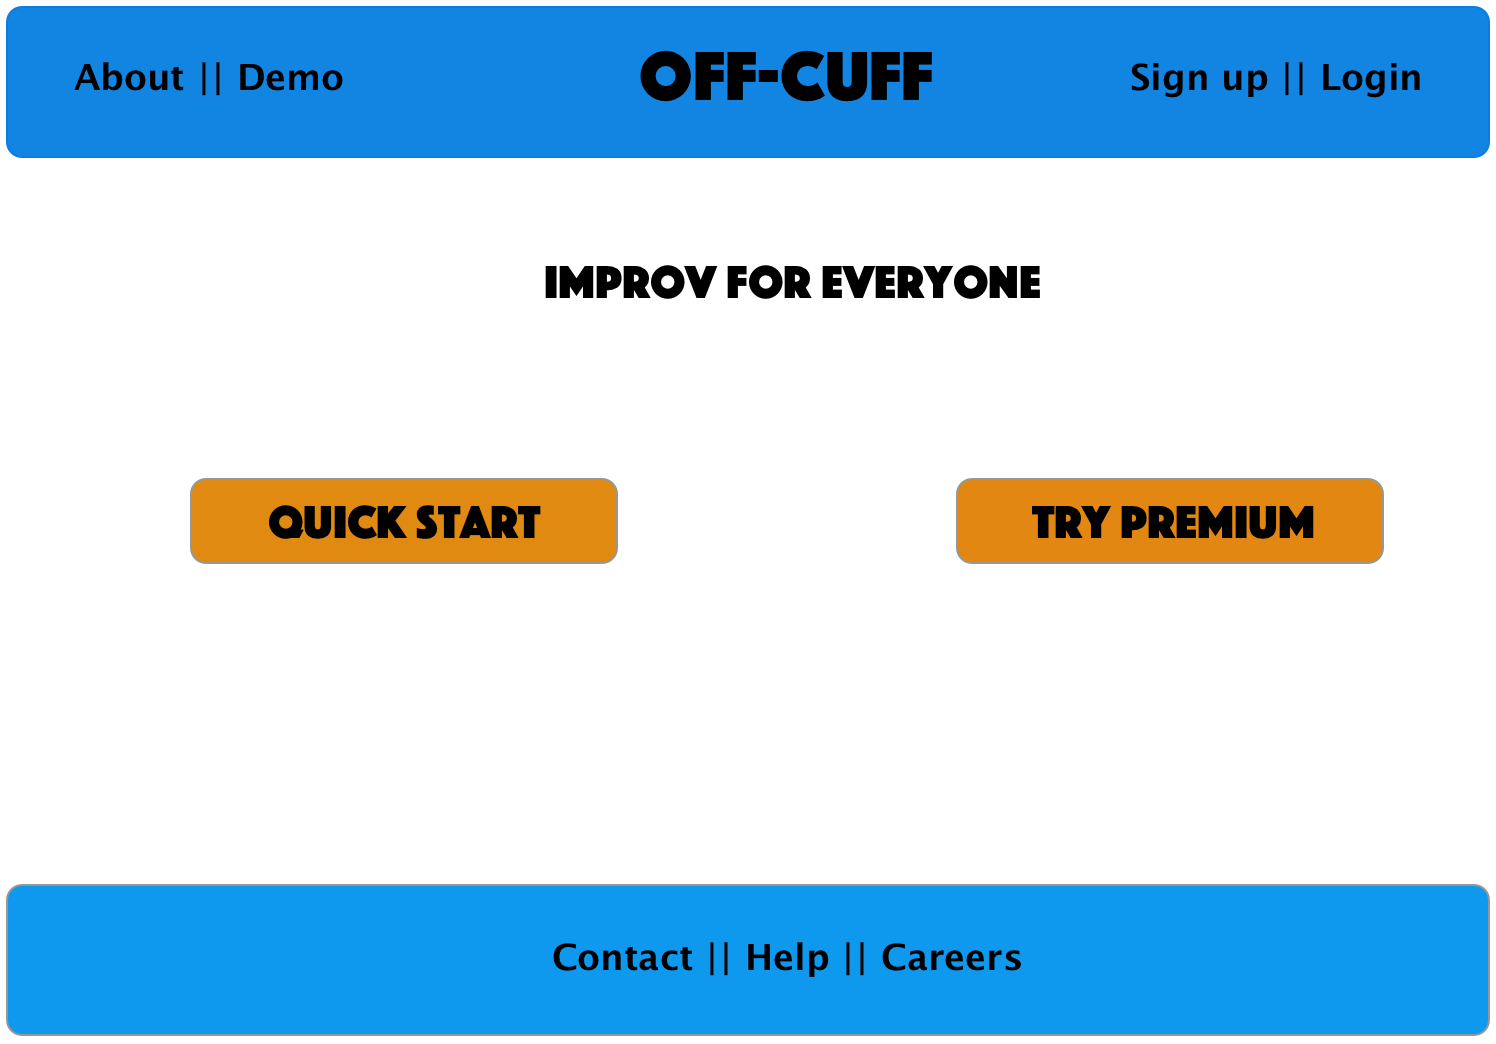 About || Demo OFF-CUFF Sign up || Login
IMPROV FOR EVERYONE
QUICK START TRY PREMIUM
Contact || Help || Careers